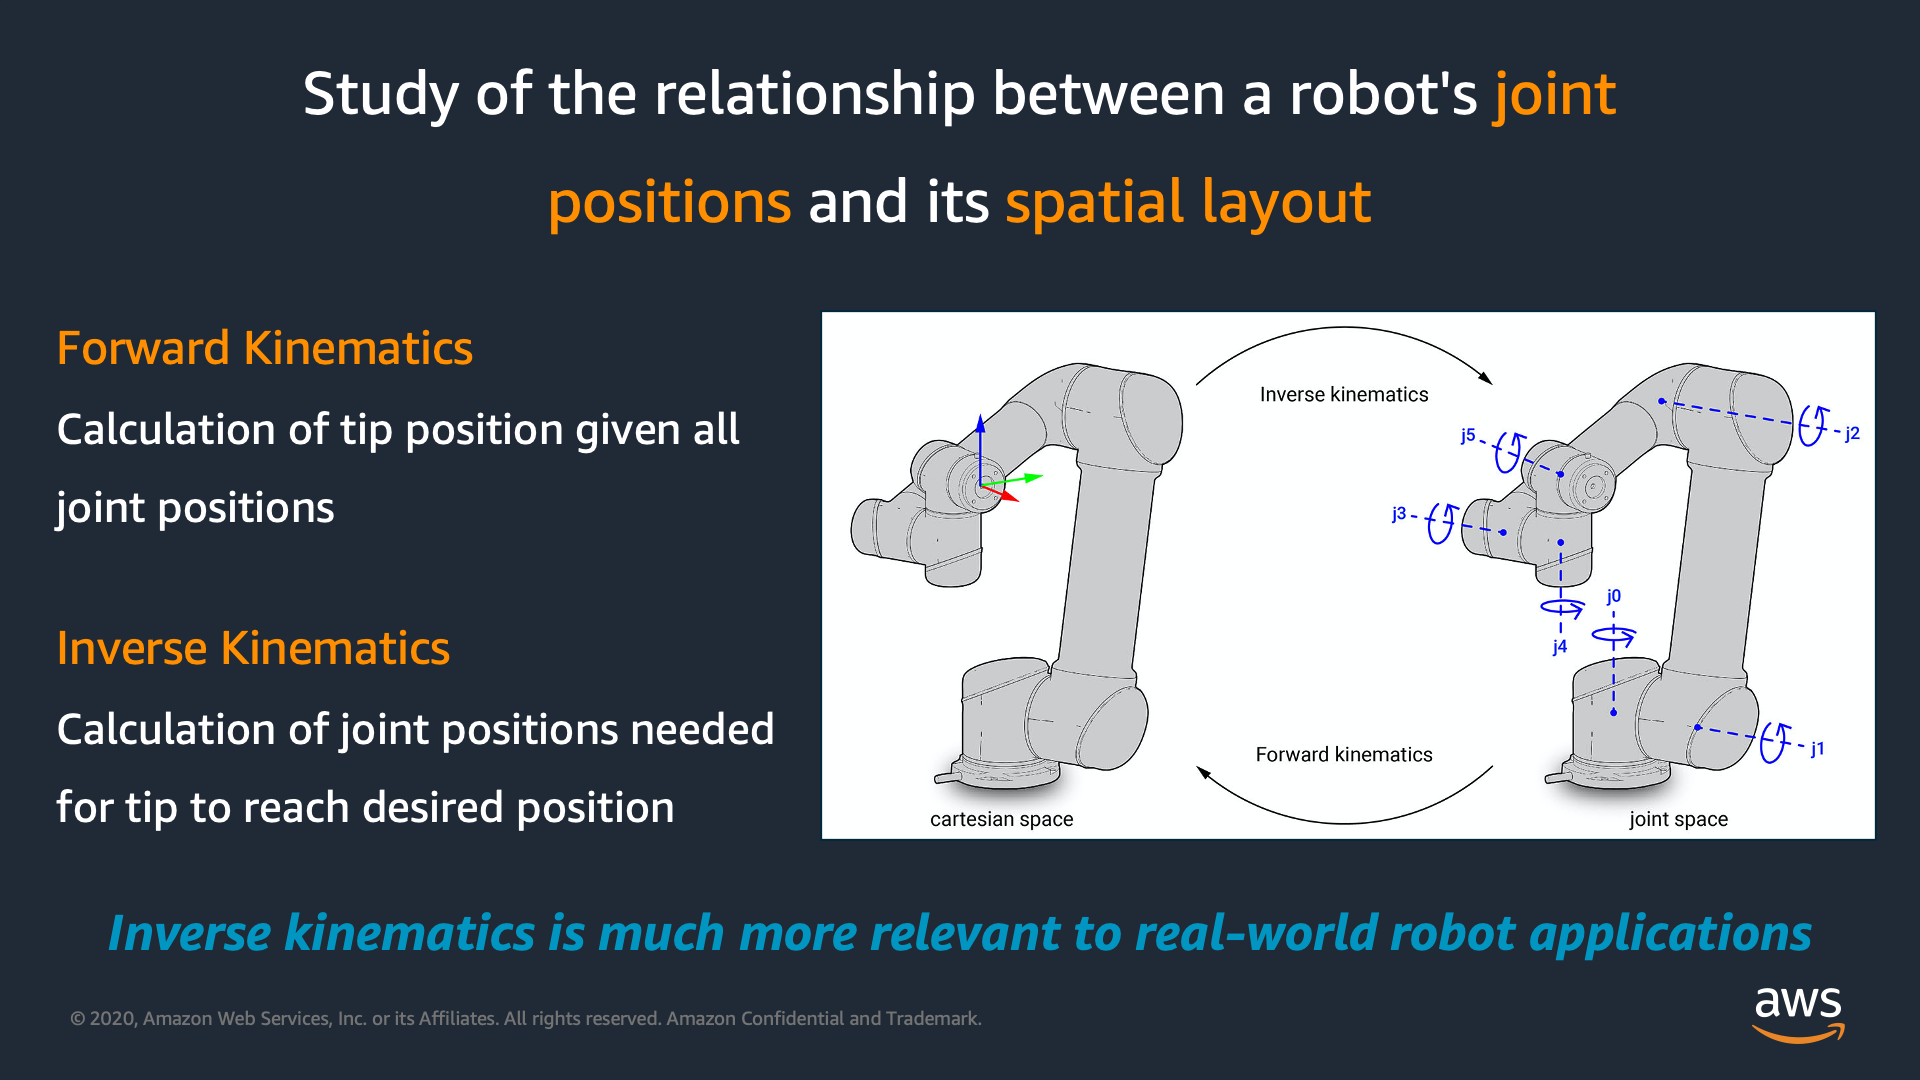 Study of the relationship between a robot's joint
positions and its spatial layout
Forward Kinematics
Calculation of tip position given all
joint positions
Inverse Kinematics
Calculation of joint positions needed
for tip to reach desired position
Inverse kinematics
j2
j5
j3
j0
j4
j1
Forward kinematics
cartesian space
joint space
Inverse kinematics is much more relevant to real-world robot applications
© 2020, Amazon Web Services, Inc. or its Affiliates. All rights reserved. Amazon Confidential and Trademark.
aws